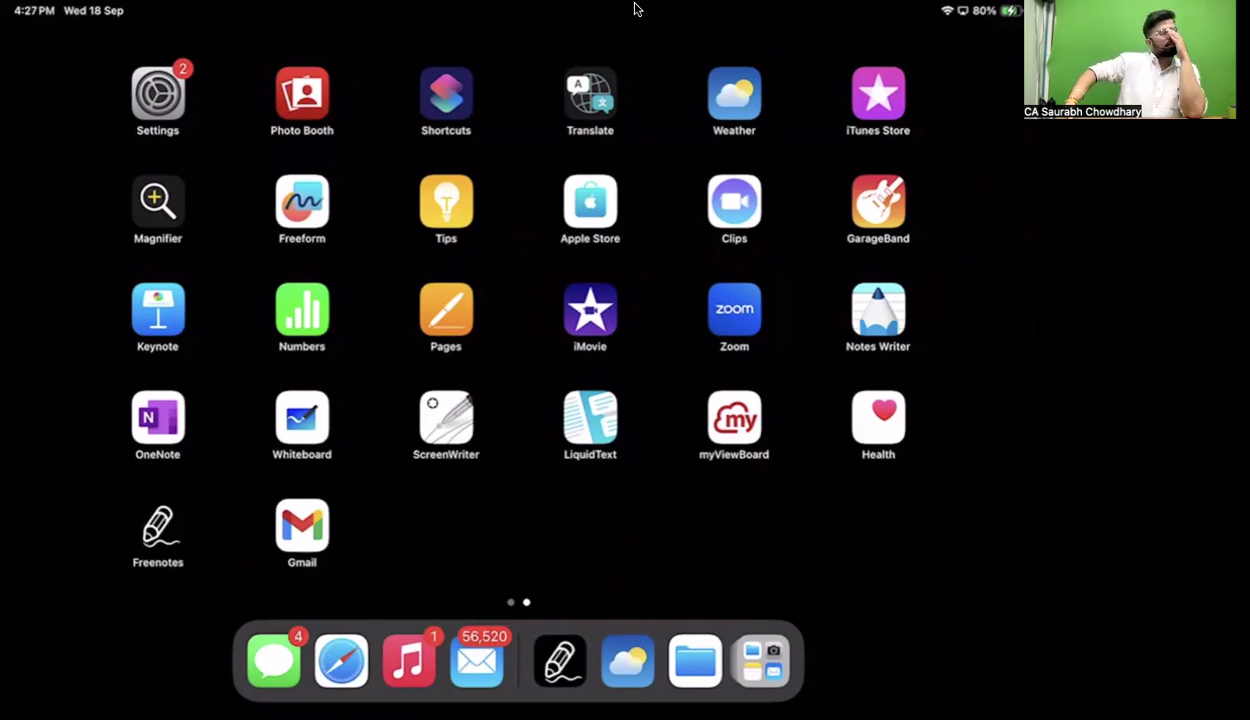 4:27 PM Wed 18 Sep 80%
CA Saurabh Chowdhary
2
Settings Photo Booth Shortcuts Translate Weather iTunes Store
A 文
Magnifier Freeform Tips Apple Store Clips GarageBand
zoom
Keynote Numbers Pages iMovie Zoom Notes Writer
N my
OneNote Whiteboard ScreenWriter LiquidText myViewBoard Health
Freenotes Gmail
4 1 56,520